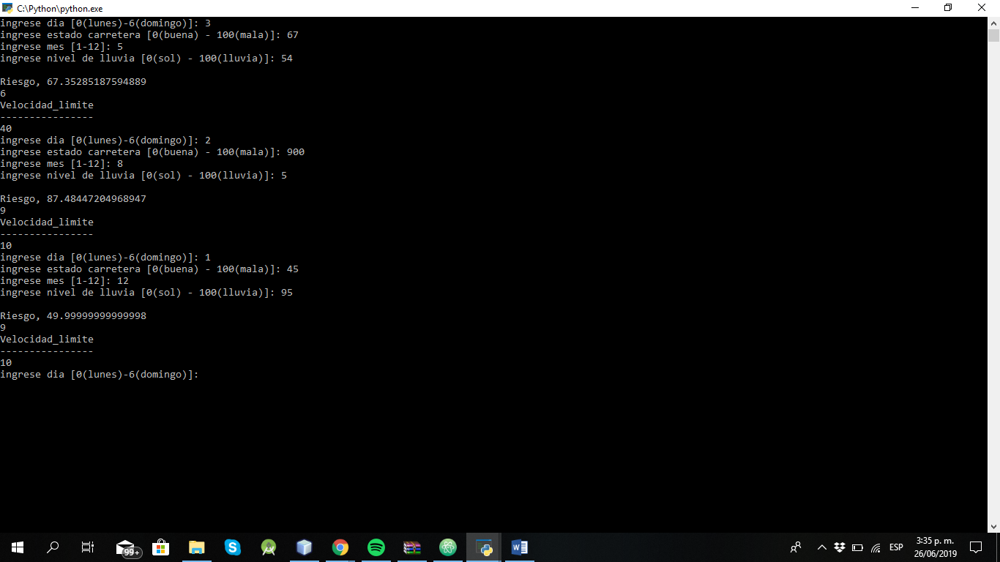 C:\Python\python.exe
ingrese dia [0(lunes)-6(domingo)]: 3
ingrese estado carretera [0(buena) - 100(mala)]: 67
ingrese mes [1-12]: 5
ingrese nivel de lluvia [0(sol) - 100(lluvia)]: 54
Riesgo, 67.35285187594889
6
Velocidad_limite
----------------
40
ingrese dia [0(lunes)-6(domingo)]: 2
ingrese estado carretera [0(buena) - 100(mala)]: 900
ingrese mes [1-12]: 8
ingrese nivel de lluvia [0(sol) - 100(lluvia)]: 5
Riesgo, 87.48447204968947
9
Velocidad_limite
----------------
10
ingrese dia [0(lunes)-6(domingo)]: 1
ingrese estado carretera [0(buena) - 100(mala)]: 45
ingrese mes [1-12]: 12
ingrese nivel de lluvia [0(sol) - 100(lluvia)]: 95
Riesgo, 49.99999999999998
9
Velocidad_limite
----------------
10
ingrese dia [0(lunes)-6(domingo)]:
99+
ESP
3:35 p. m.
26/06/2019